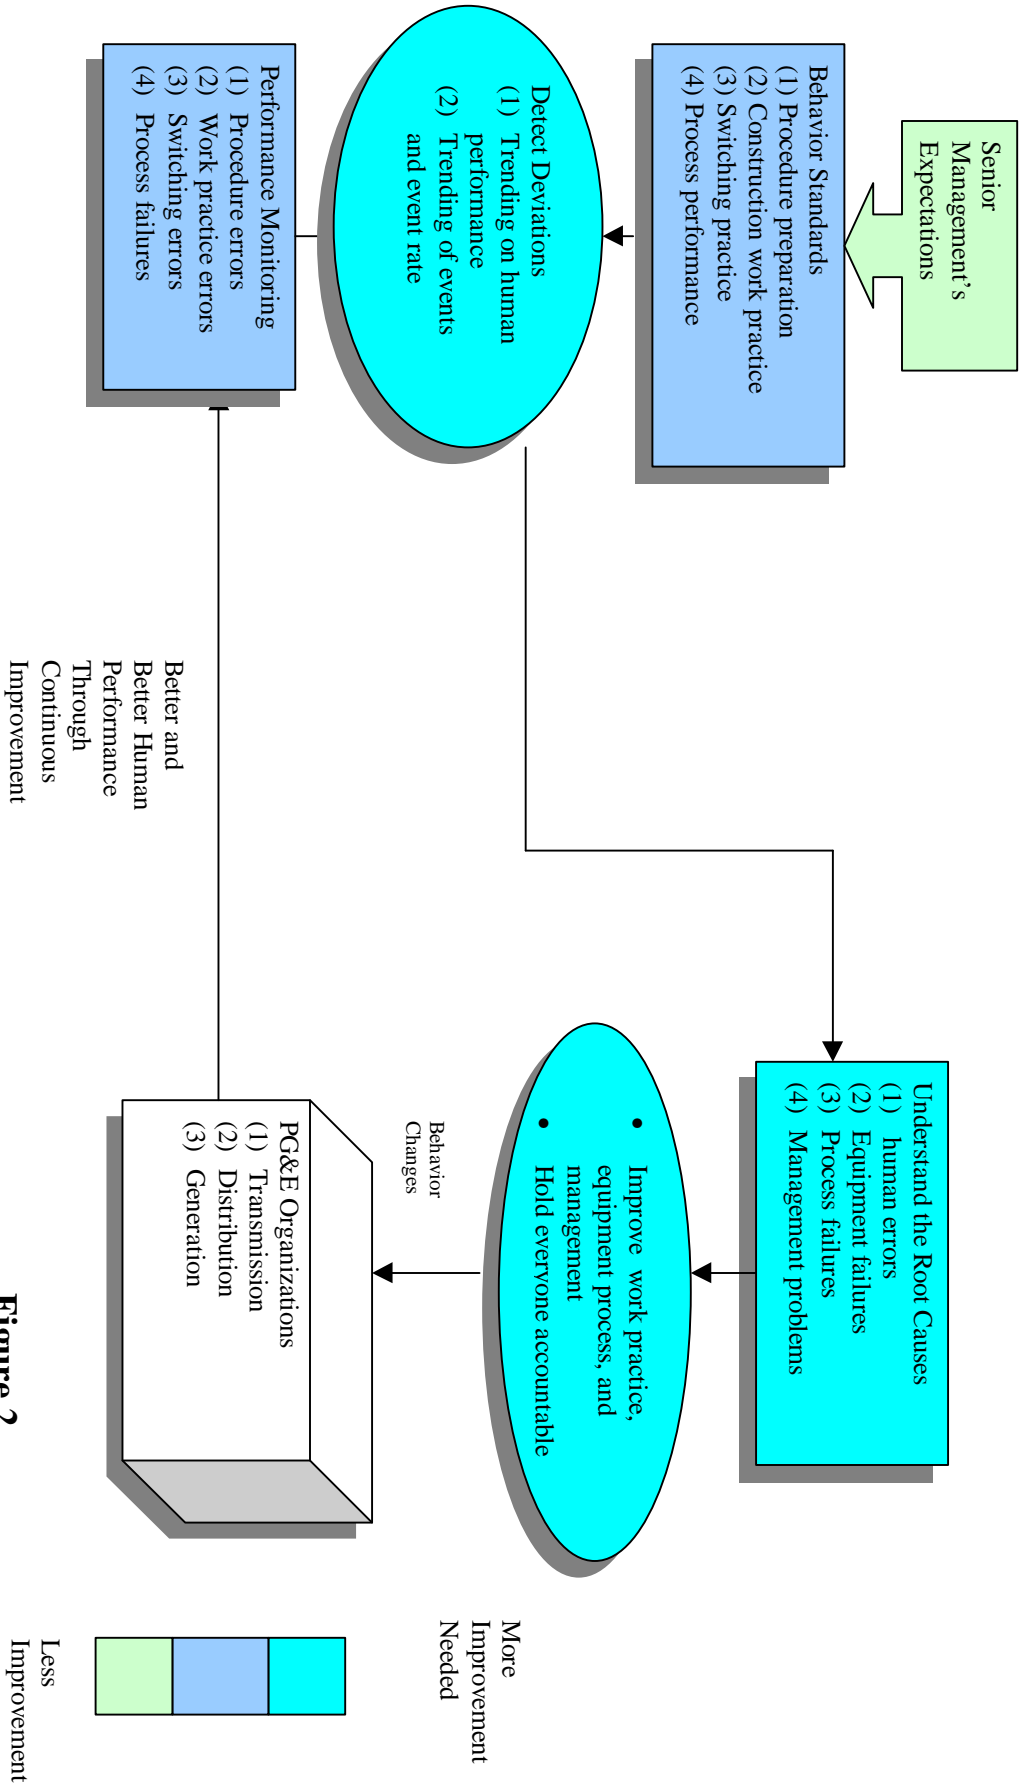 Senior
Management's
Expectations
Behavior Standards
(1) Procedure preparation
(2) Construction work practice
(3) Switching practice
(4) Process performance
Detect Deviations
(1) Trending on human
performance
(2) Trending of events
and event rate
Performance Monitoring
(1) Procedure errors
(2) Work practice errors
(3) Switching errors
(4) Process failures
Understand the Root Causes
(1) human errors
(2) Equipment failures
(3) Process failures
(4) Management problems
• Improve work practice,
equipment process, and
management
• Hold everyone accountable
Behavior
Changes
PG&E Organizations
(1) Transmission
(2) Distribution
(3) Generation
Better and
Better Human
Performance
Through
Continuous
Improvement
More
Improvement
Needed
Less
Improvement
Figure 2